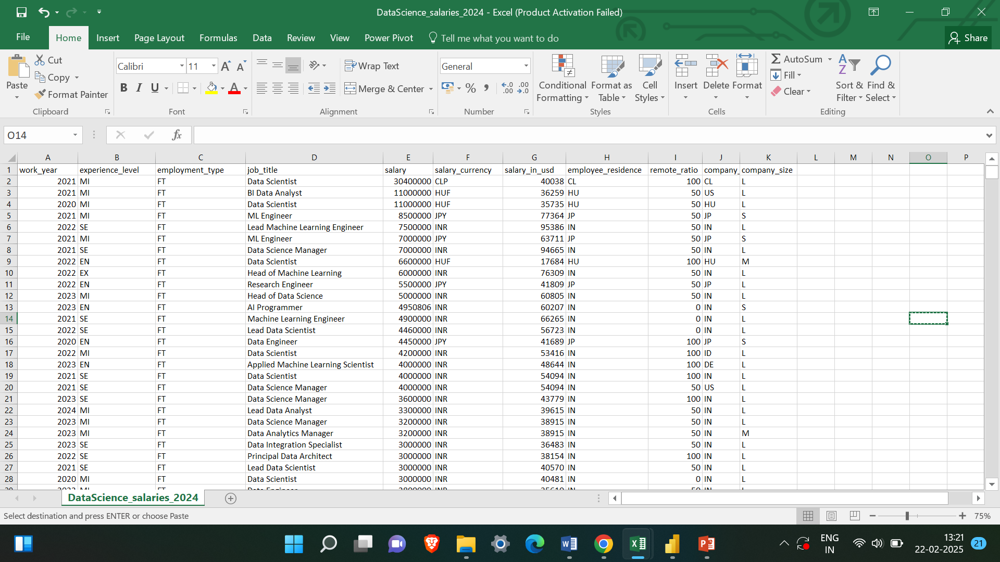 DataScience_salaries_2024 - Excel (Product Activation Failed)
File Home Insert Page Layout Formulas Data Review View Power Pivot Tell me what you want to do Share
Cut
Copy
Format Painter
Paste
Clipboard
Calibri 11
B I U
Font
Wrap Text
Merge & Center
Alignment
General
Number
Conditional Formatting
Format as Table
Cell Styles
Styles
Insert Delete Format
Cells
AutoSum
Fill
Clear
Sort & Filter
Find & Select
Editing
O14 fx
A B C D E F G H I J K L M N O P
1 work_year experience_level employment_type job_title salary salary_currency salary_in_usd employee_residence remote_ratio company_ company_size
2 2021 MI FT Data Scientist 30400000 CLP 40038 CL 100 CL L
3 2021 MI FT BI Data Analyst 11000000 HUF 36259 HU 50 US L
4 2020 MI FT Data Scientist 11000000 HUF 35735 HU 50 HU L
5 2021 MI FT ML Engineer 8500000 JPY 77364 JP 50 JP S
6 2022 SE FT Lead Machine Learning Engineer 7500000 INR 95386 IN 50 IN L
7 2021 MI FT ML Engineer 7000000 JPY 63711 JP 50 JP S
8 2021 SE FT Data Science Manager 7000000 INR 94665 IN 50 IN L
9 2022 EN FT Data Scientist 6600000 HUF 17684 HU 100 HU M
10 2022 EX FT Head of Machine Learning 6000000 INR 76309 IN 50 IN L
11 2022 EN FT Research Engineer 5500000 JPY 41809 JP 50 JP L
12 2023 MI FT Head of Data Science 5000000 INR 60805 IN 50 IN L
13 2023 EN FT AI Programmer 4950806 INR 60207 IN 0 IN S
14 2021 SE FT Machine Learning Engineer 4900000 INR 66265 IN 0 IN L
15 2022 SE FT Lead Data Scientist 4460000 INR 56723 IN 0 IN L
16 2020 EN FT Data Engineer 4450000 JPY 41689 JP 100 JP S
17 2022 MI FT Data Scientist 4200000 INR 53416 IN 100 ID L
18 2023 EN FT Applied Machine Learning Scientist 4000000 INR 48644 IN 100 DE L
19 2021 SE FT Data Scientist 4000000 INR 54094 IN 100 IN L
20 2021 SE FT Data Science Manager 4000000 INR 54094 IN 50 US L
21 2023 SE FT Data Science Manager 3600000 INR 43779 IN 100 IN L
22 2024 MI FT Lead Data Analyst 3300000 INR 39615 IN 50 IN L
23 2023 MI FT Data Science Manager 3200000 INR 38915 IN 50 IN L
24 2023 MI FT Data Analytics Manager 3200000 INR 38915 IN 50 IN M
25 2023 SE FT Data Integration Specialist 3000000 INR 36483 IN 50 IN L
26 2022 SE FT Principal Data Architect 3000000 INR 38154 IN 100 IN L
27 2021 SE FT Lead Data Scientist 3000000 INR 40570 IN 50 IN L
28 2020 MI FT Data Scientist 3000000 INR 40481 IN 0 IN L
DataScience_salaries_2024
Select destination and press ENTER or choose Paste 75%
ENG
IN
13:21
22-02-2025
21